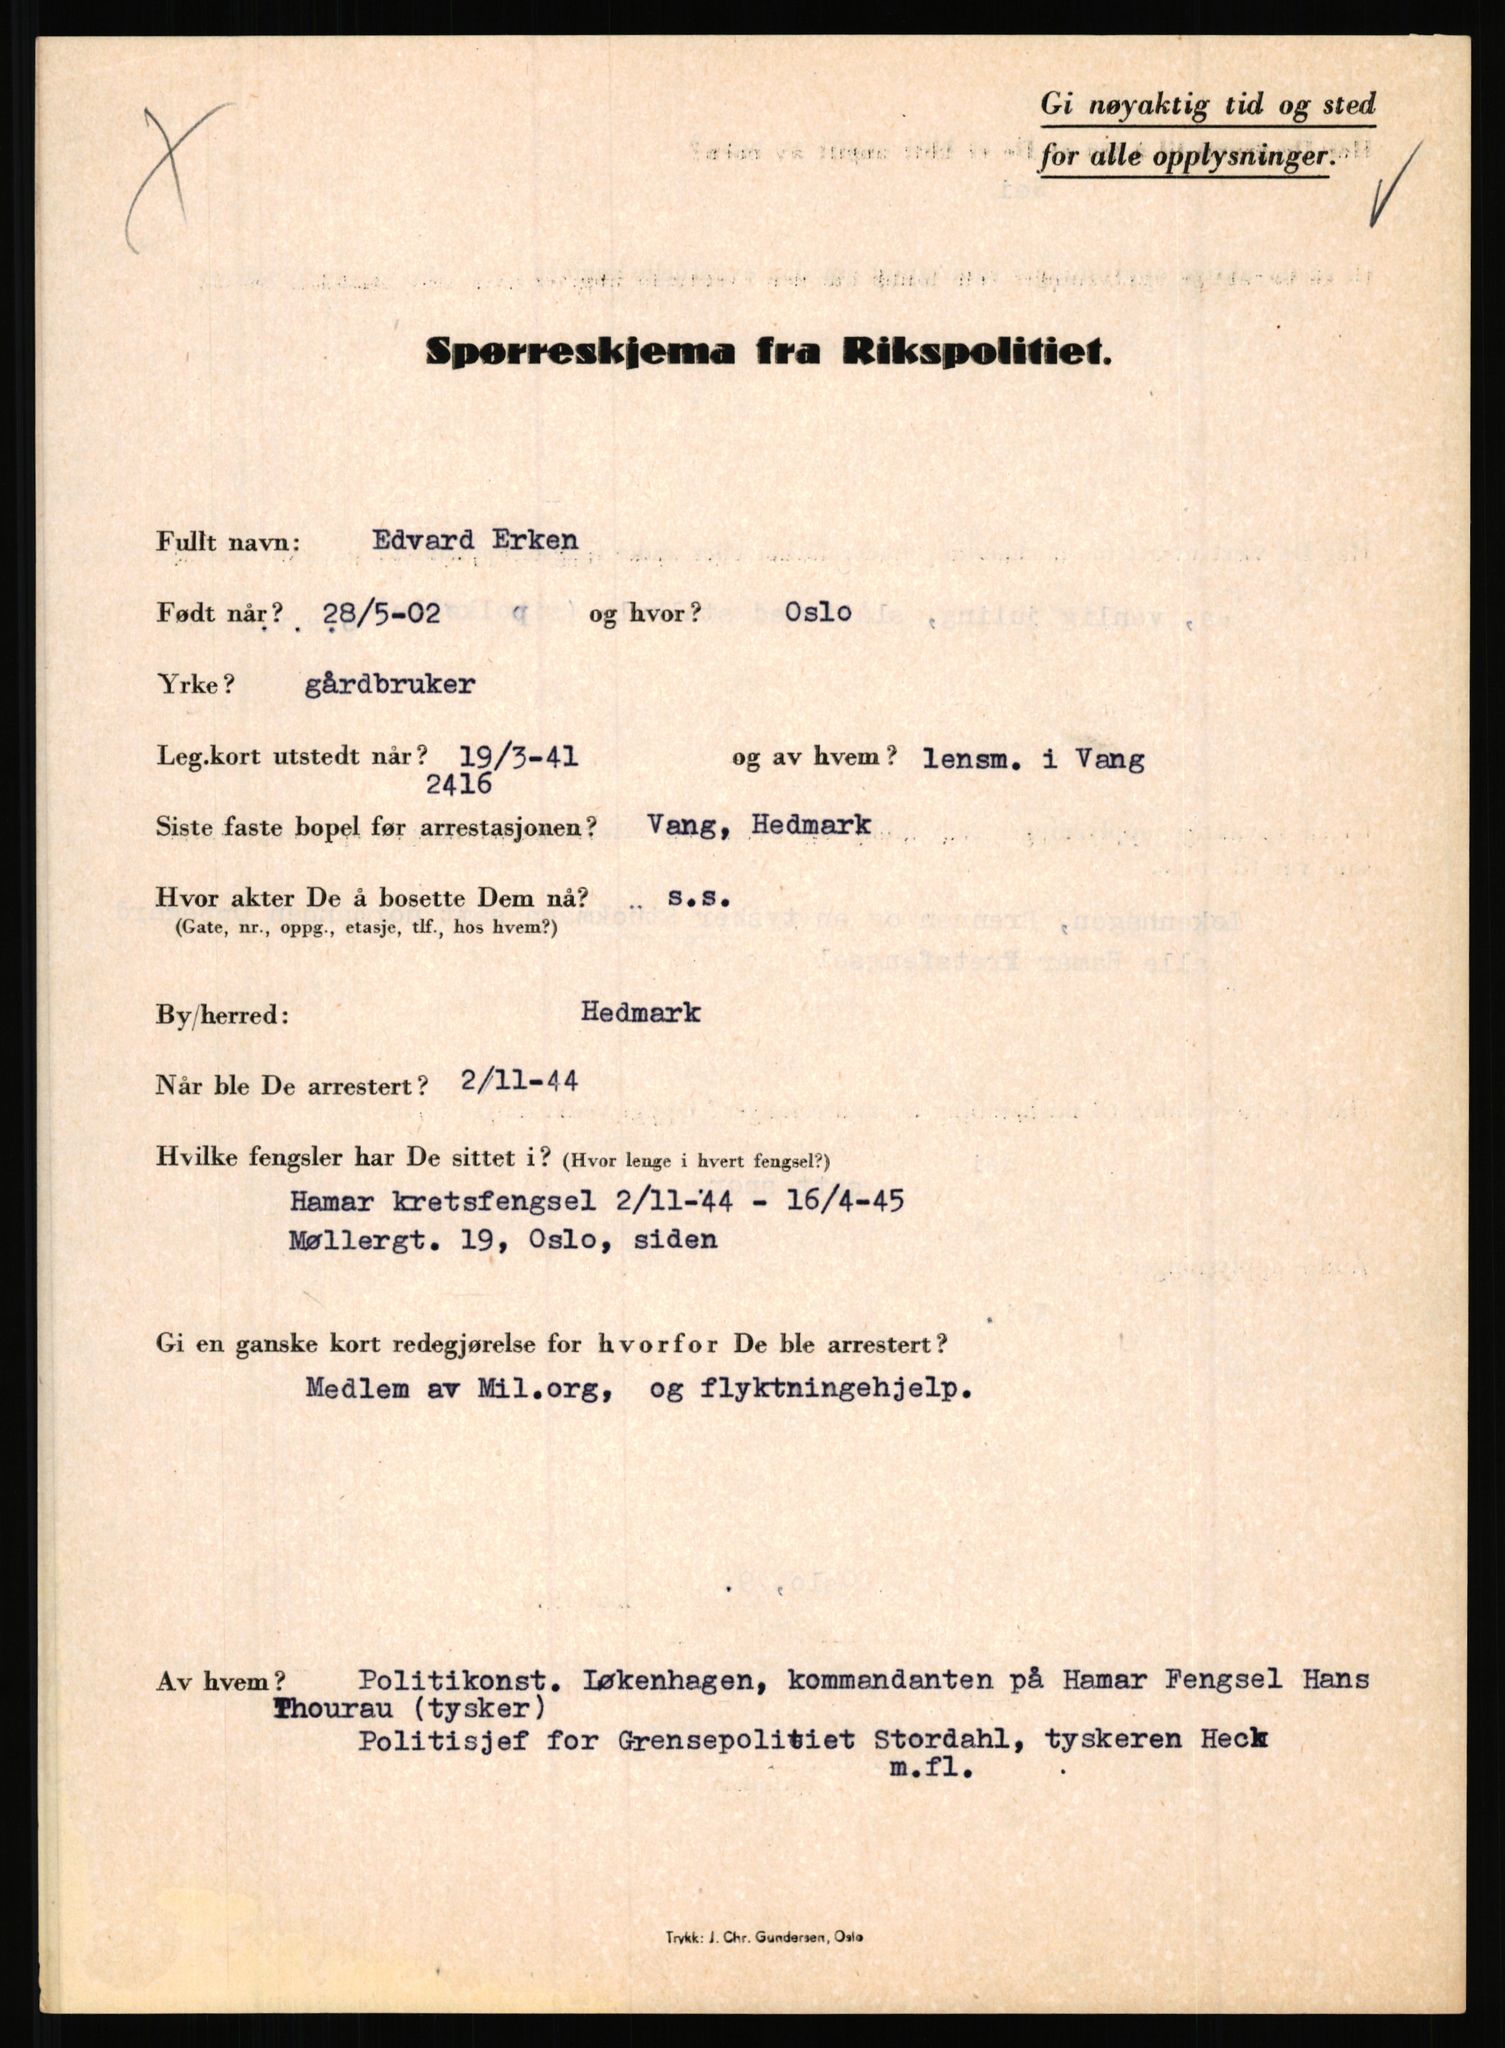 Gi nøyaktig tid og sted
for alle opplysninger.
Spørreskjema fra Rikspolitiet.
Fullt navn: Edvard Erken
Født når? 28/5-02 og hvor? Oslo
Yrke? gårdbruker
Leg.kort utstedt når? 19/3-41 og av hvem? lensm. i Vang
2416
Siste faste bopel før arrestasjonen? Vang, Hedmark
Hvor akter De å bosette Dem nå? s.s.
(Gate, nr., oppg., etasje, tlf., hos hvem?)
By/herred: Hedmark
Når ble De arrestert? 2/11-44
Hvilke fengsler har De sittet i? (Hvor lenge i hvert fengsel?)
Hamar kretsfengsel 2/11-44 - 16/4-45
Møllergt. 19, Oslo, siden
Gi en ganske kort redegjørelse for hvorfor De ble arrestert?
Medlem av Mil.org, og flyktningehjelp.
Av hvem? Politikonst. Løkenhagen, kommandanten på Hamar Fengsel Hans
Thourau (tysker)
Politisjef for Grensepolitiet Stordahl, tyskeren Heck
m.fl.
Trykk: J. Chr. Gundersen, Oslo